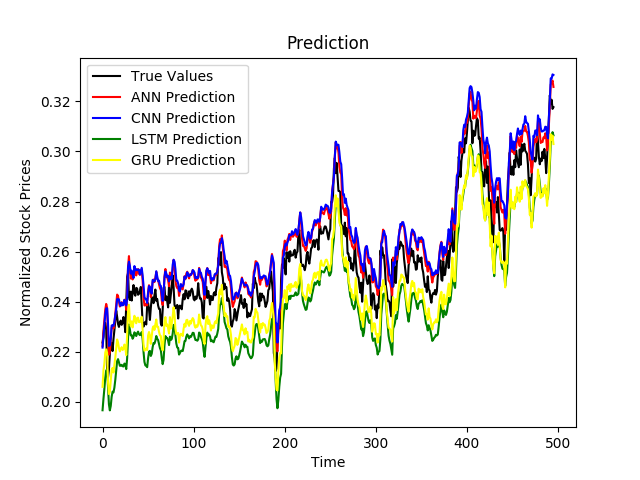 Prediction
True Values
ANN Prediction
CNN Prediction
LSTM Prediction
GRU Prediction
Normalized Stock Prices
0.32
0.30
0.28
0.26
0.24
0.22
0.20
0 100 200 300 400 500
Time